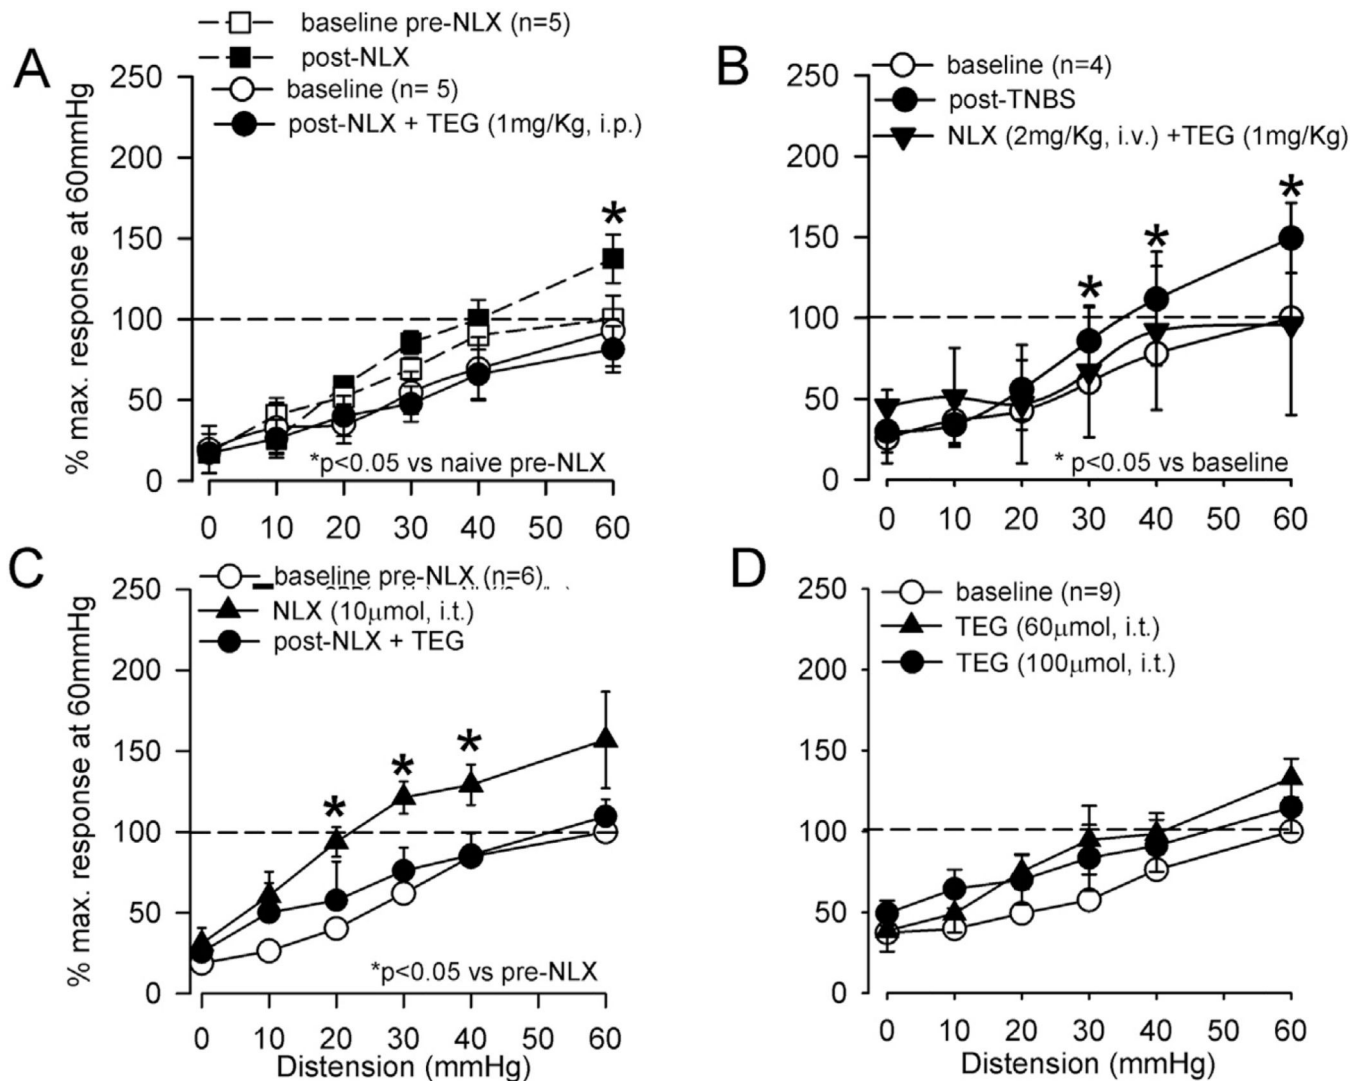 A
baseline pre-NLX (n=5)
post-NLX
baseline (n= 5)
post-NLX + TEG (1mg/Kg, i.p.)
% max. response at 60mmHg
250
200
150
100
50
0
*
*p<0.05 vs naive pre-NLX
0 10 20 30 40 50 60
B
baseline (n=4)
post-TNBS
NLX (2mg/Kg, i.v.) +TEG (1mg/Kg)
250
200
150
100
50
0
* * *
* p<0.05 vs baseline
0 10 20 30 40 50 60
C
baseline pre-NLX (n=6)
NLX (10μmol, i.t.)
post-NLX + TEG
% max. response at 60mmHg
250
200
150
100
50
0
* * *
*p<0.05 vs pre-NLX
0 10 20 30 40 50 60
Distension (mmHg)
D
baseline (n=9)
TEG (60μmol, i.t.)
TEG (100μmol, i.t.)
250
200
150
100
50
0
0 10 20 30 40 50 60
Distension (mmHg)